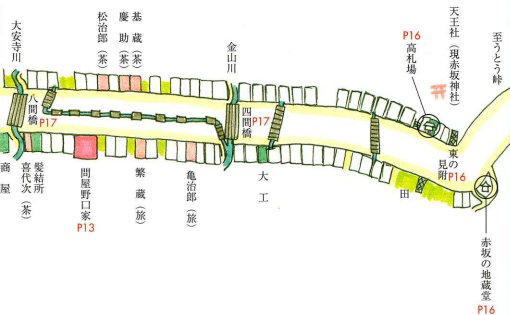 至うとう峠
天王社（現赤坂神社）
P16
高札場
金山川
基蔵（茶）
慶助（茶）
松治郎（茶）
大安寺川
東の見附
P16
四間橋
P17
八間橋
P17
赤坂の地蔵堂
P16
田
大工
亀治郎（旅）
繁蔵（旅）
問屋野口家
P13
髪結所
喜代次（茶）
商屋